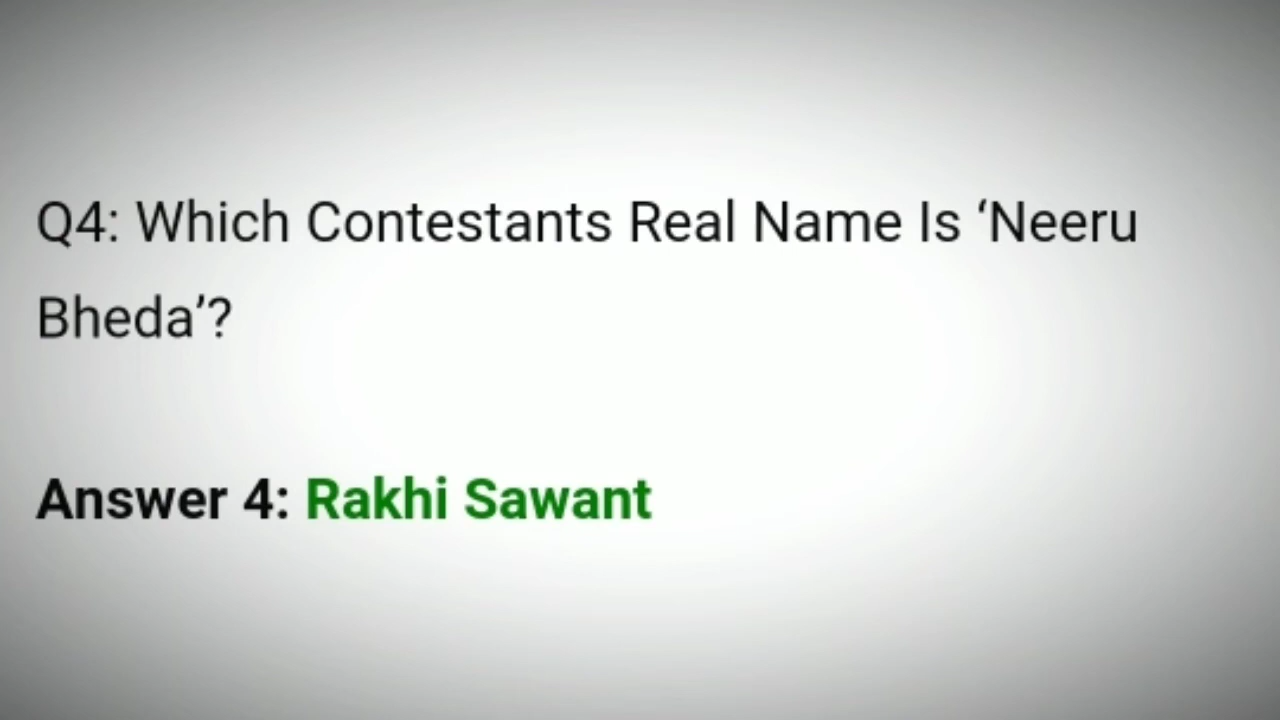 Q4: Which Contestants Real Name Is ‘Neeru
Bheda’?
Answer 4: Rakhi Sawant